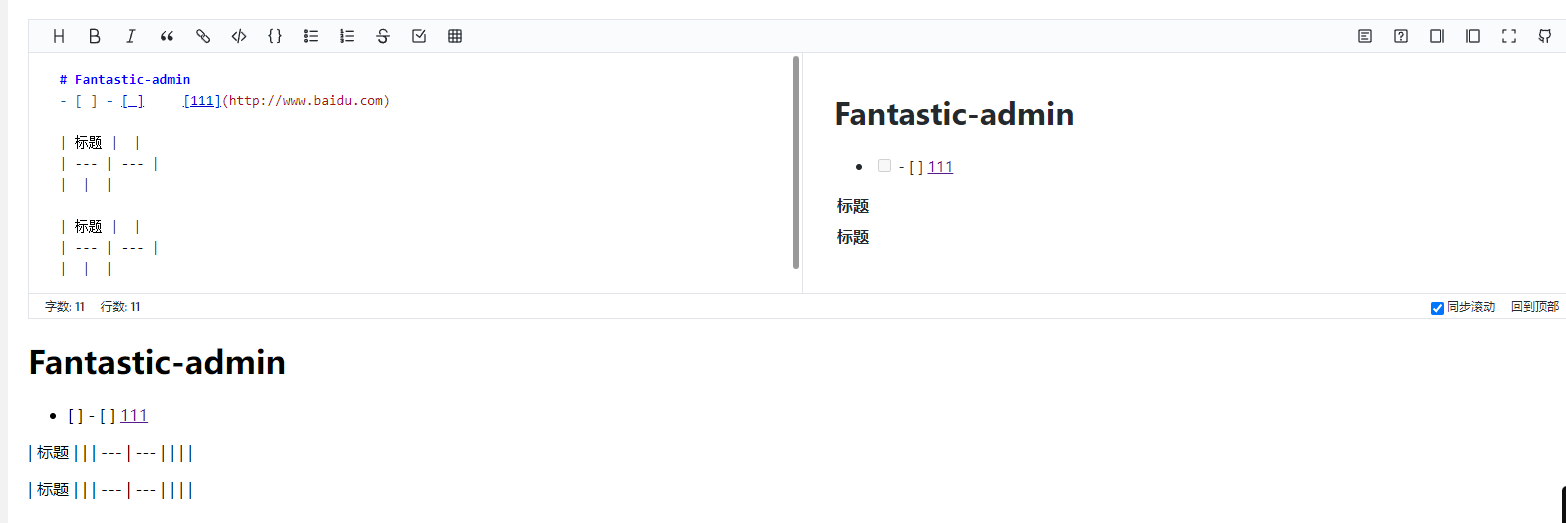 # Fantastic-admin
- [ ] - [ ]     [111](http://www.baidu.com)
| 标题 |  |
| --- | --- |
|  |  |
| 标题 |  |
| --- | --- |
|  |  |
Fantastic-admin
- [ ] 111
标题
标题
字数: 11 行数: 11
同步滚动 回到顶部
Fantastic-admin
[ ] - [ ] 111
| 标题 | | | --- | --- | | | |
| 标题 | | | --- | --- | | | |